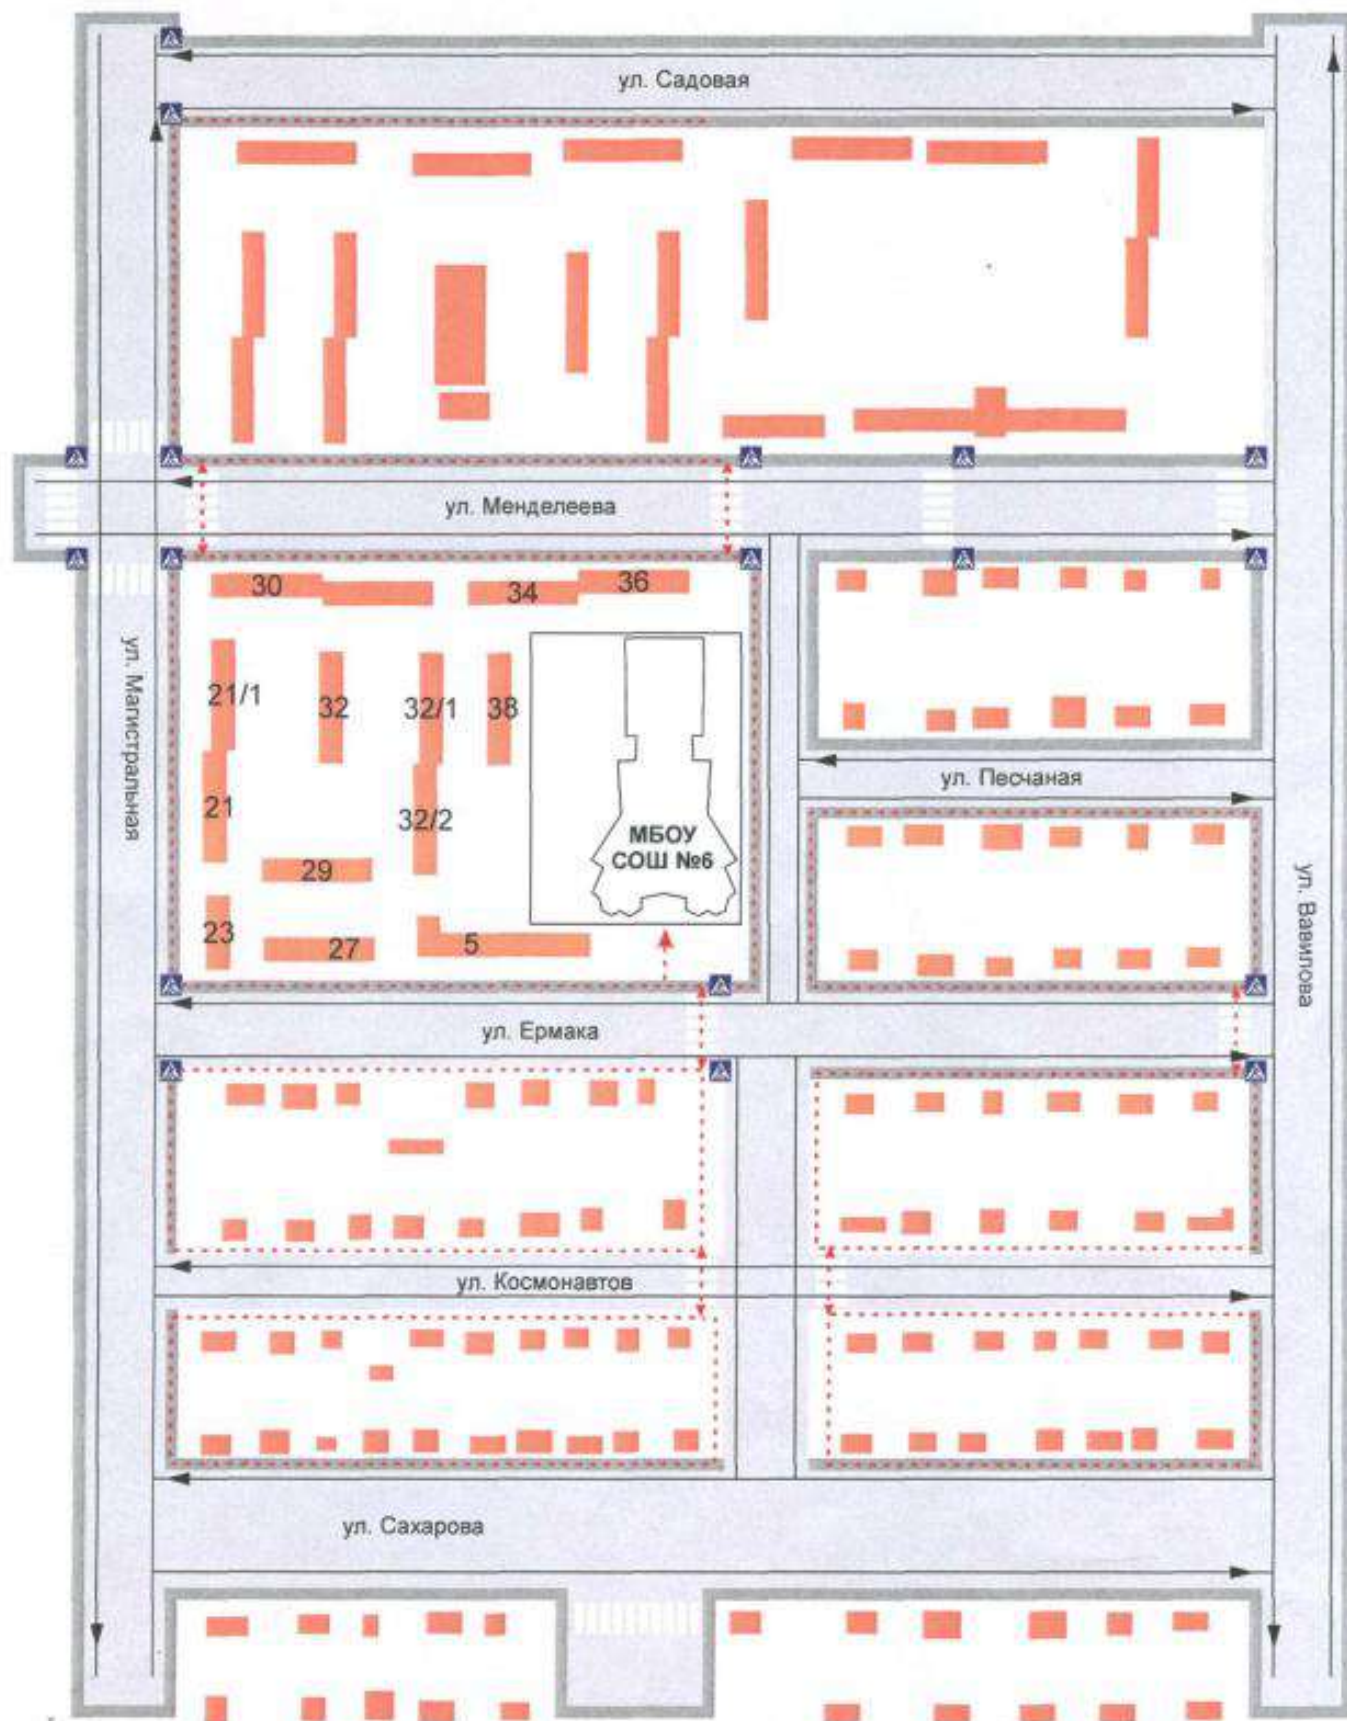 ул. Садовая
ул. Менделеева
30
34
36
ул. Магистральная
21/1
32
32/1
38
ул. Песчаная
21
32/2
МБОУ
СОШ №6
29
ул. Вавилова
23
27
5
ул. Ермака
ул. Космонавтов
ул. Сахарова